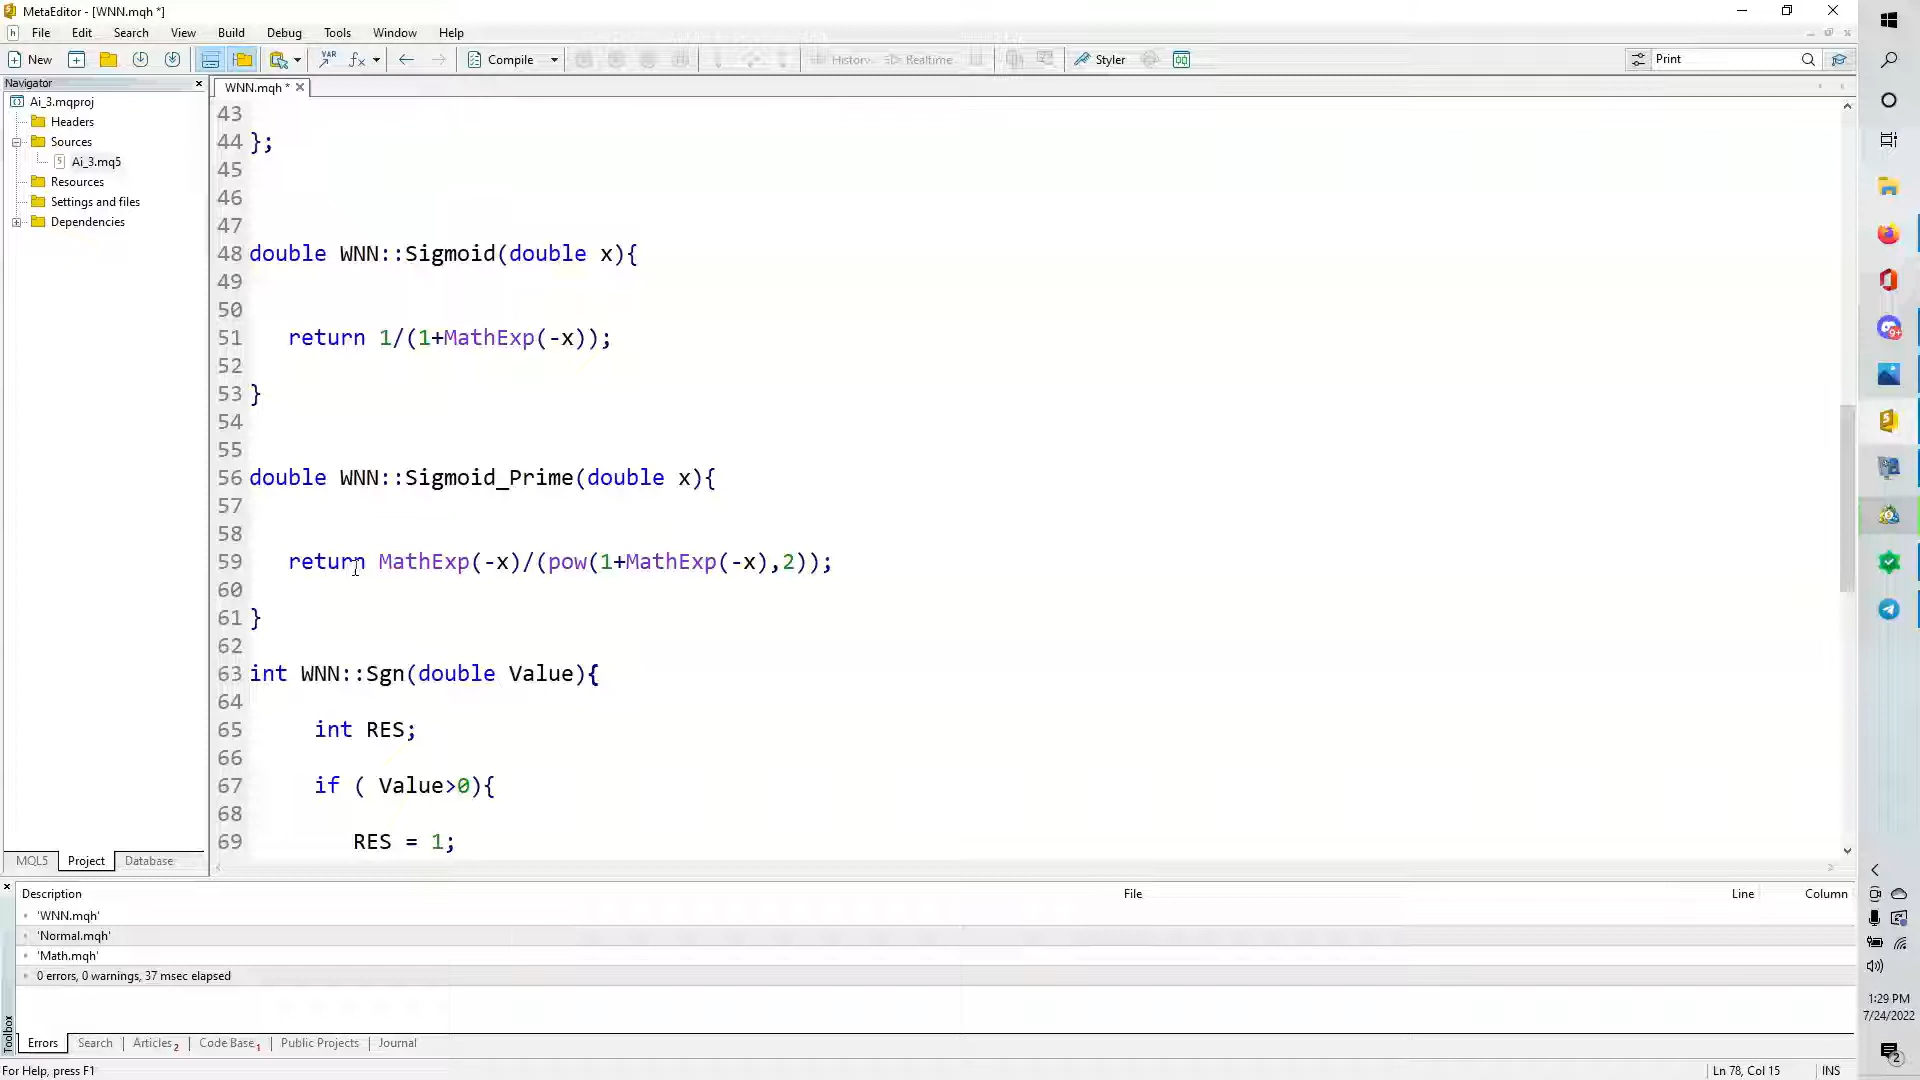 MetaEditor - [WNN.mqh *]
File Edit Search View Build Debug Tools Window Help
New VAR fx Compile History Realtime Styler Print
Navigator
WNN.mqh *
Ai_3.mqproj
Headers
Sources
Ai_3.mq5
Resources
Settings and files
Dependencies
43
44 };
45
46
47
48 double WNN::Sigmoid(double x){
49
50
51 return 1/(1+MathExp(-x));
52
53 }
54
55
56 double WNN::Sigmoid_Prime(double x){
57
58
59 return MathExp(-x)/(pow(1+MathExp(-x),2));
60
61 }
62
63 int WNN::Sgn(double Value){
64
65 int RES;
66
67 if ( Value>0){
68
69 RES = 1;
MQL5 Project Database
Description File Line Column
'WNN.mqh'
'Normal.mqh'
'Math.mqh'
0 errors, 0 warnings, 37 msec elapsed
Toolbox
Errors Search Articles 2 Code Base 1 Public Projects Journal
For Help, press F1 Ln 78, Col 15 INS
9+
1:29 PM
7/24/2022
2